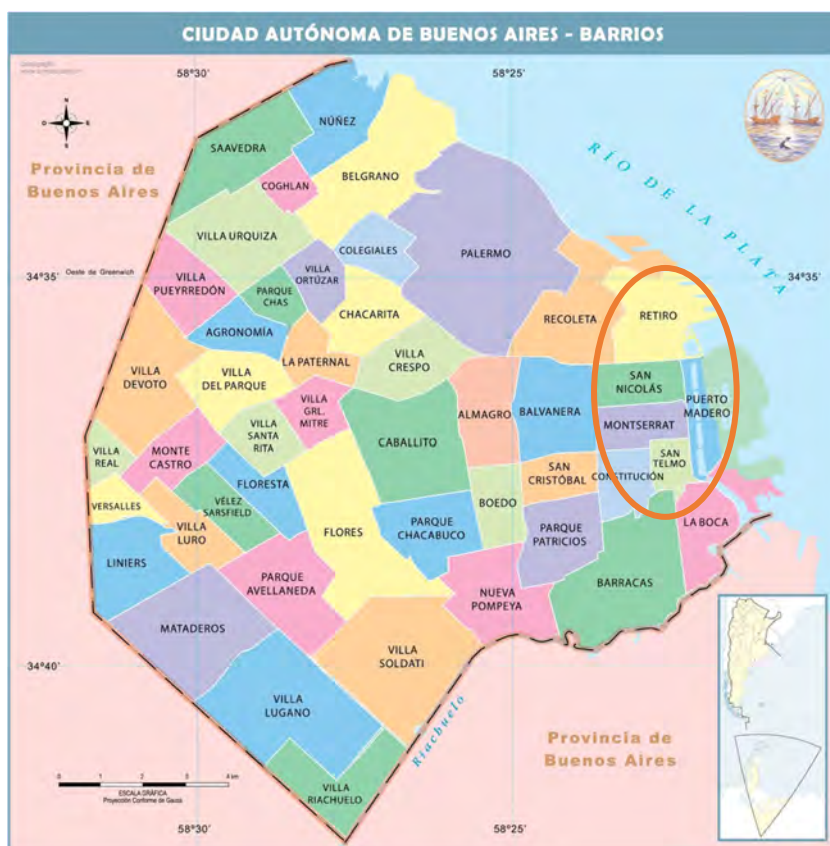 CIUDAD AUTÓNOMA DE BUENOS AIRES - BARRIOS
58°30'
58°25'
N
O
E
S
NÚÑEZ
SAAVEDRA
Provincia de
Buenos Aires
COGHLAN
BELGRANO
RÍO DE LA PLATA
VILLA URQUIZA
COLEGIALES
PALERMO
Oeste de Greenwich
34°35'
34°35'
VILLA
PUEYRREDÓN
VILLA
ORTÚZAR
PARQUE
CHAS
CHACARITA
RECOLETA
RETIRO
AGRONOMÍA
LA PATERNAL
VILLA
CRESPO
VILLA
DEVOTO
VILLA
DEL PARQUE
SAN
NICOLÁS
PUERTO
MADERO
VILLA
GRL.
MITRE
ALMAGRO
BALVANERA
MONTSERRAT
VILLA
SANTA
RITA
CABALLITO
VILLA
REAL
MONTE
CASTRO
SAN
TELMO
SAN
CRISTÓBAL
CONSTITUCIÓN
FLORESTA
BOEDO
VERSALLES
VÉLEZ
SARSFIELD
VILLA
LURO
FLORES
PARQUE
CHACABUCO
PARQUE
PATRICIOS
LA BOCA
LINIERS
PARQUE
AVELLANEDA
NUEVA
POMPEYA
BARRACAS
MATADEROS
VILLA
SOLDATI
34°40'
VILLA
LUGANO
Riachuelo
Provincia de
Buenos Aires
VILLA
RIACHUELO
0 1 2 3 4 km
ESCALA GRÁFICA
Proyección Conforme de Gauss
58°30'
58°25'